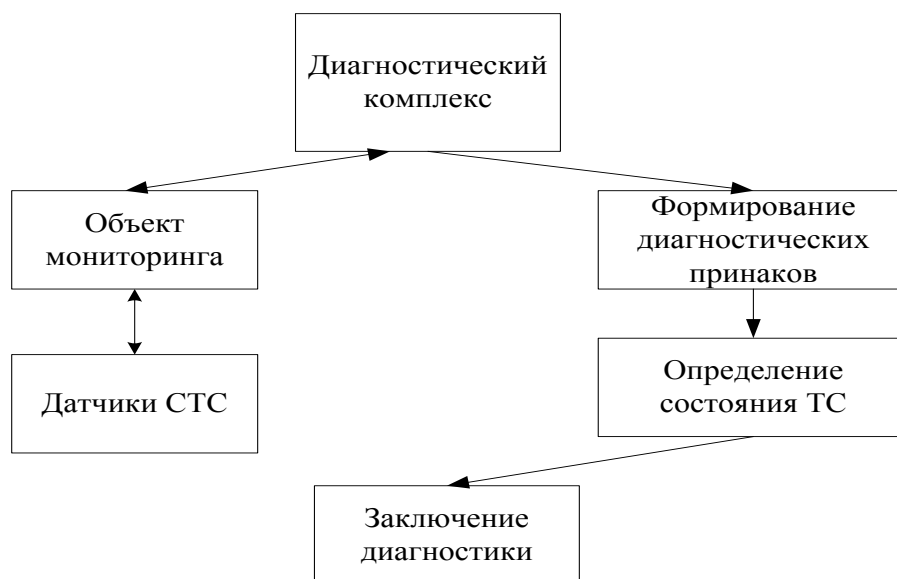 Диагностический
комплекс
Объект
мониторинга
Формирование
диагностических
принаков
Датчики СТС
Определение
состояния ТС
Заключение
диагностики